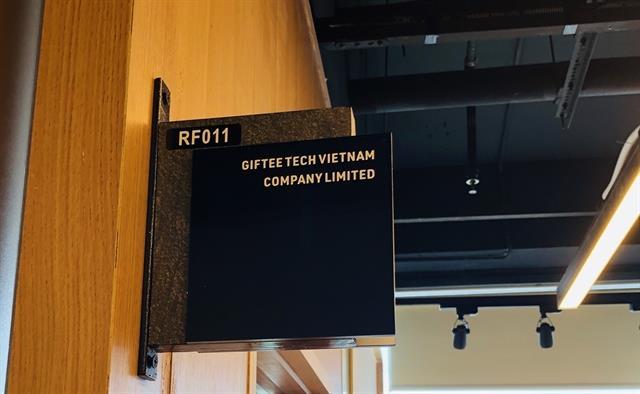 RF011
GIFTEE TECH VIETNAM
COMPANY LIMITED